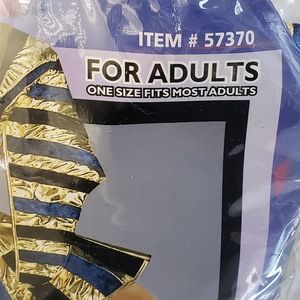 ITEM # 57370
FOR ADULTS
ONE SIZE FITS MOST ADULTS